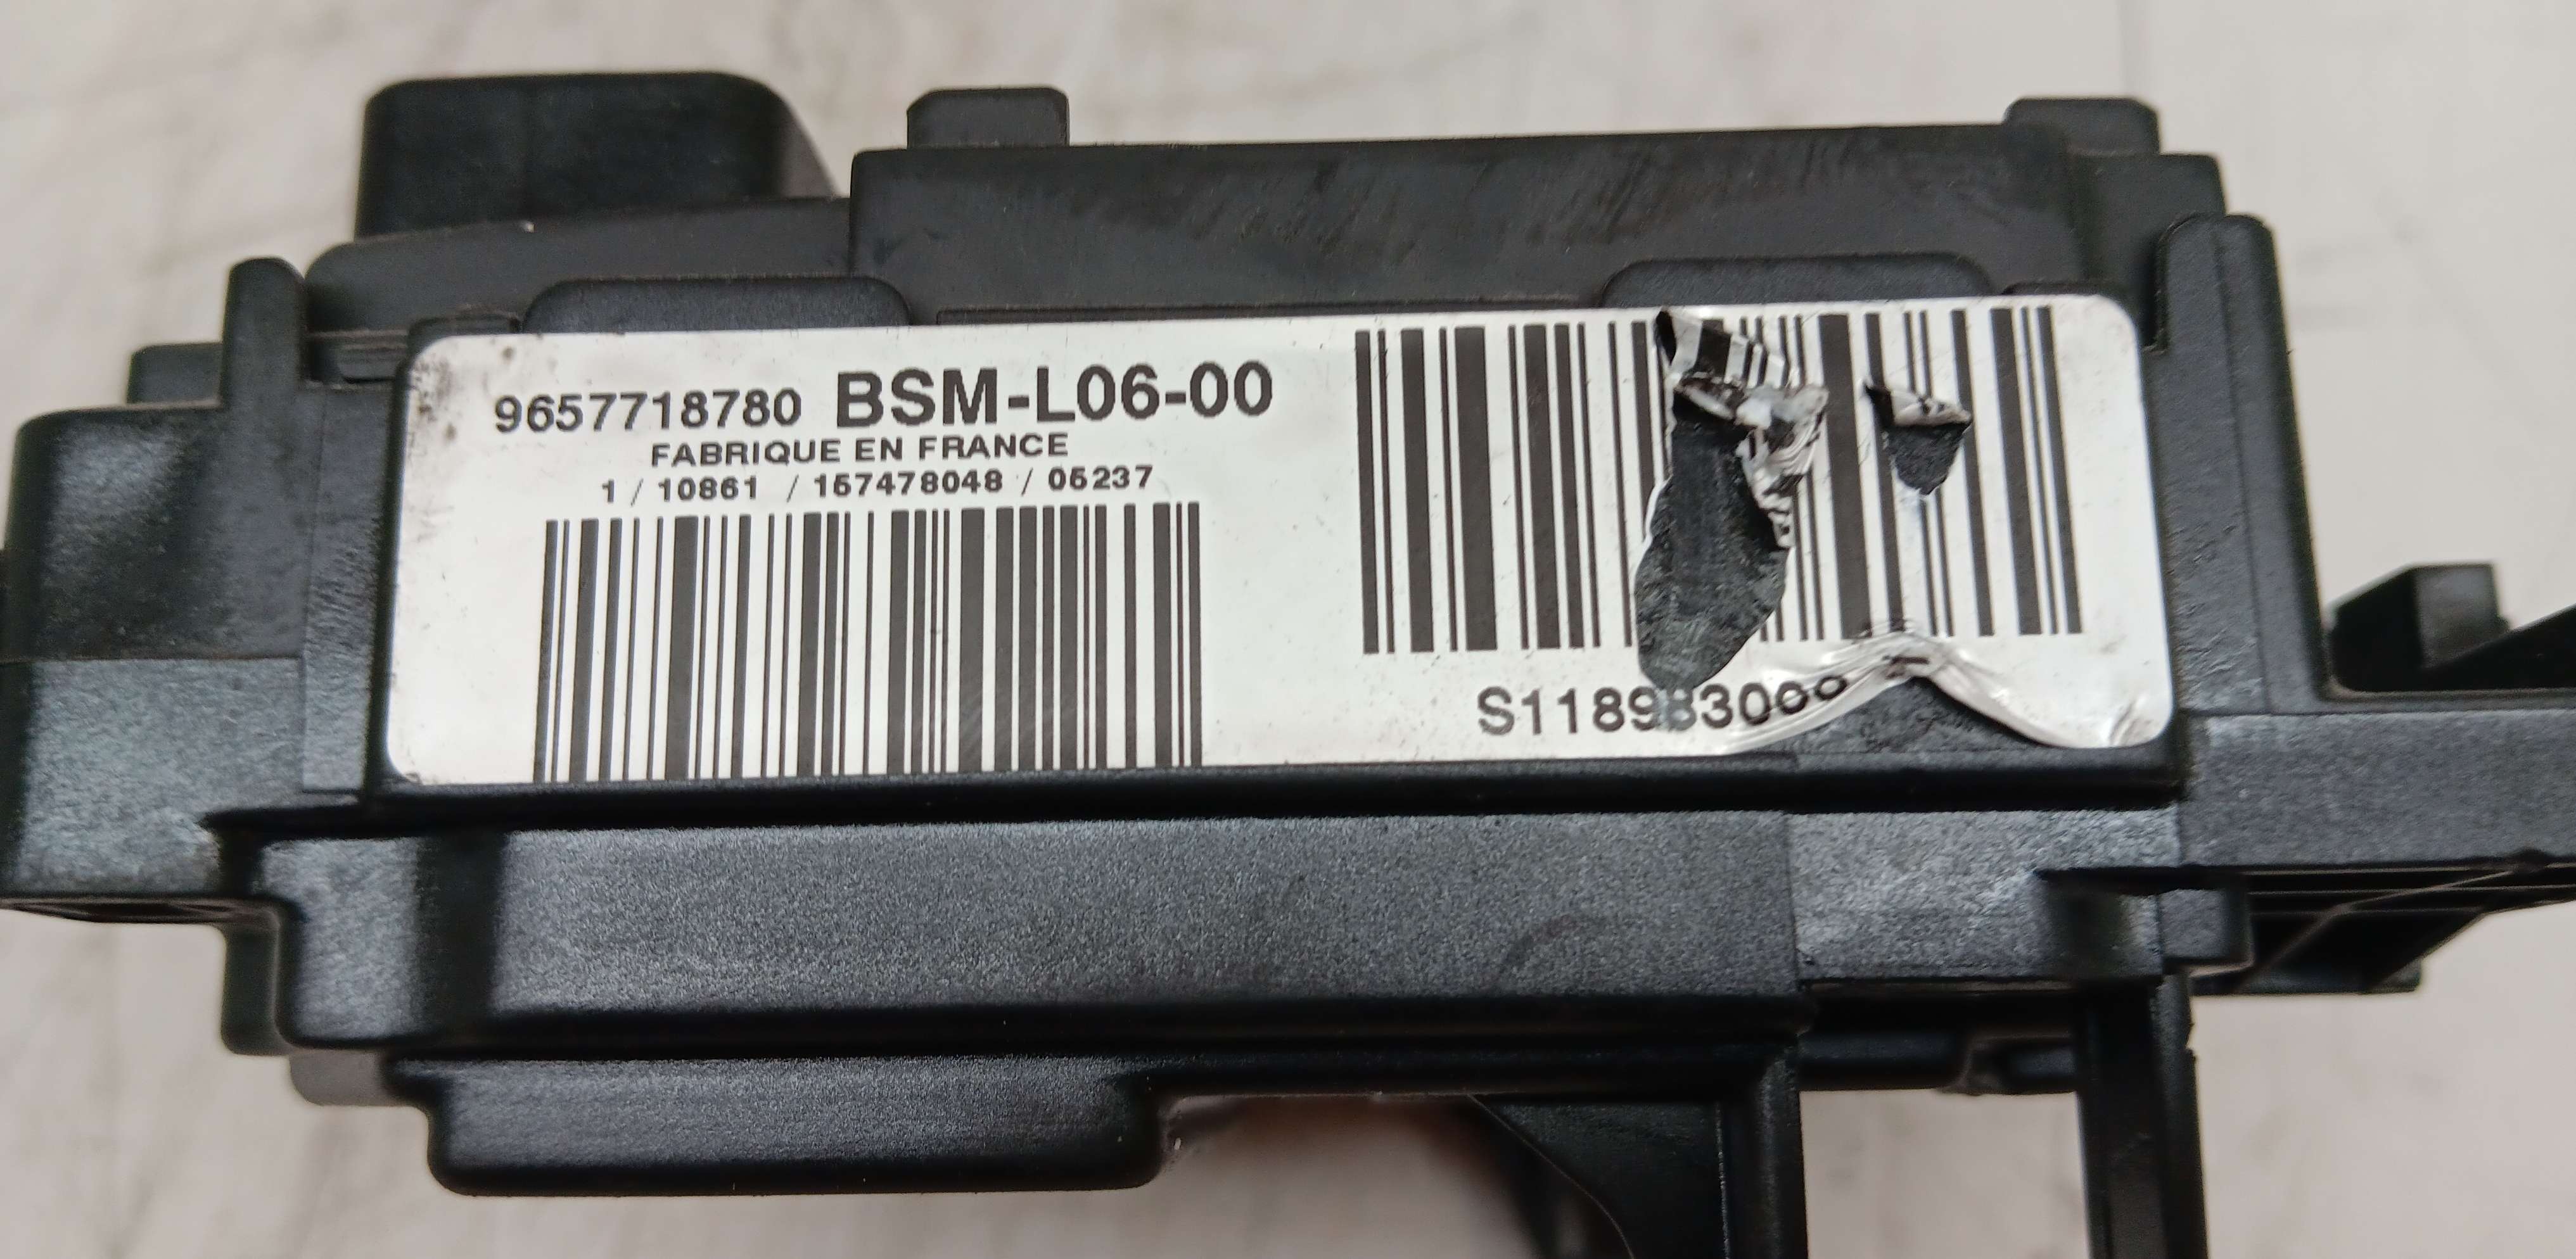 9657718780 BSM-L06-00
FABRIQUE EN FRANCE
1 / 10861 / 157478048 / 05237